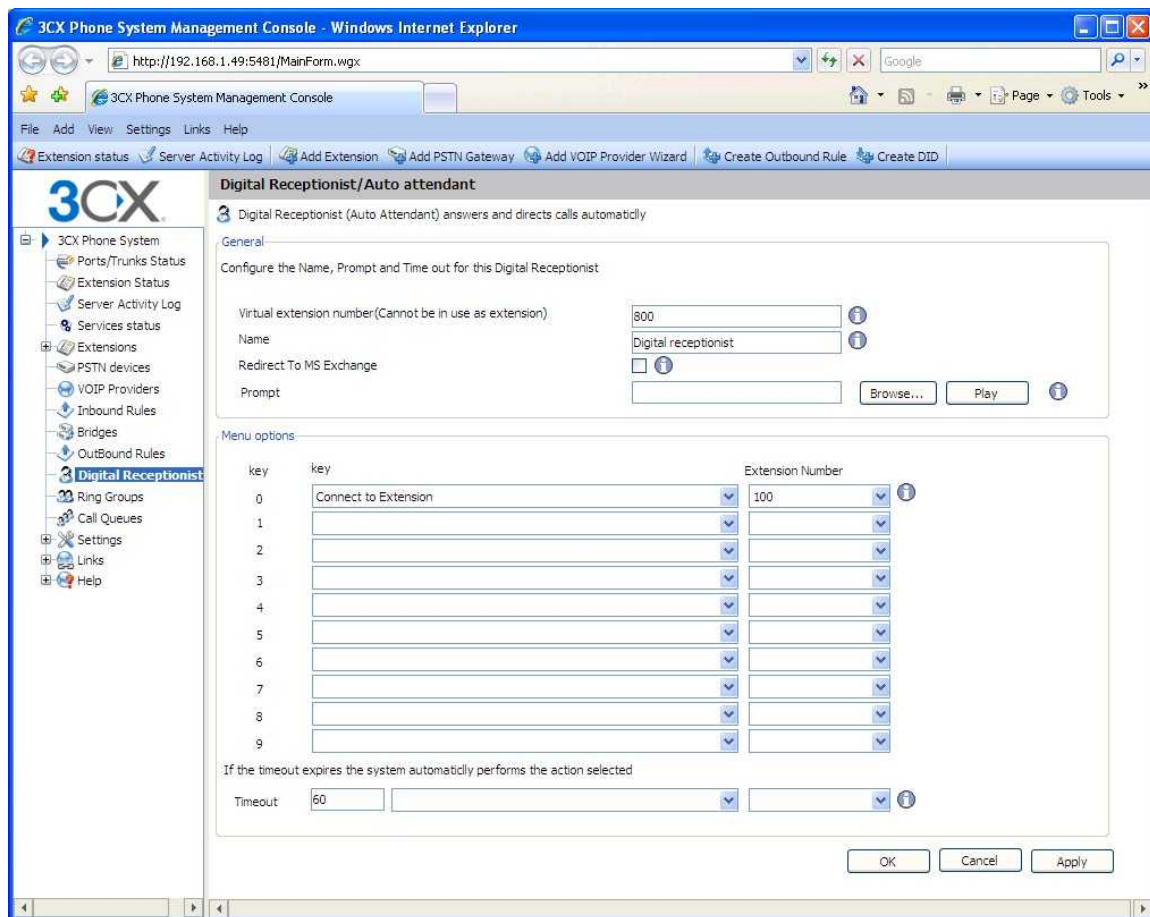 3CX Phone System Management Console - Windows Internet Explorer
http://192.168.1.49:5481/MainForm.wgx
Google
3CX Phone System Management Console
Page
Tools
File Add View Settings Links Help
Extension status Server Activity Log Add Extension Add PSTN Gateway Add VOIP Provider Wizard Create Outbound Rule Create DID
3CX
3CX Phone System
Ports/Trunks Status
Extension Status
Server Activity Log
Services status
Extensions
PSTN devices
VOIP Providers
Inbound Rules
Bridges
OutBound Rules
Digital Receptionist
Ring Groups
Call Queues
Settings
Links
Help
Digital Receptionist/Auto attendant
Digital Receptionist (Auto Attendant) answers and directs calls automaticlly
General
Configure the Name, Prompt and Time out for this Digital Receptionist
Virtual extension number(Cannot be in use as extension) 800
Name Digital receptionist
Redirect To MS Exchange
Prompt Browse... Play
Menu options
key key Extension Number
0 Connect to Extension 100
1
2
3
4
5
6
7
8
9
If the timeout expires the system automaticlly performs the action selected
Timeout 60
OK Cancel Apply